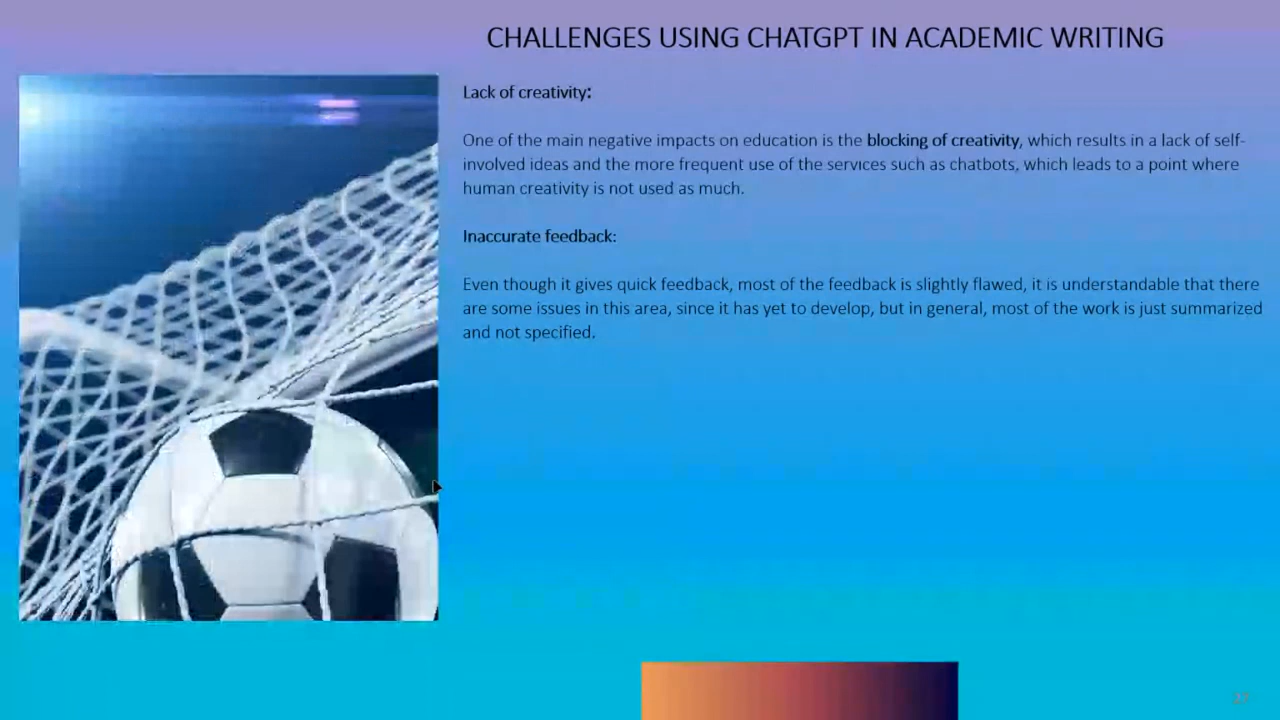 CHALLENGES USING CHATGPT IN ACADEMIC WRITING
Lack of creativity:
One of the main negative impacts on education is the blocking of creativity, which results in a lack of self-
involved ideas and the more frequent use of the services such as chatbots, which leads to a point where
human creativity is not used as much.
Inaccurate feedback:
Even though it gives quick feedback, most of the feedback is slightly flawed, it is understandable that there
are some issues in this area, since it has yet to develop, but in general, most of the work is just summarized
and not specified.